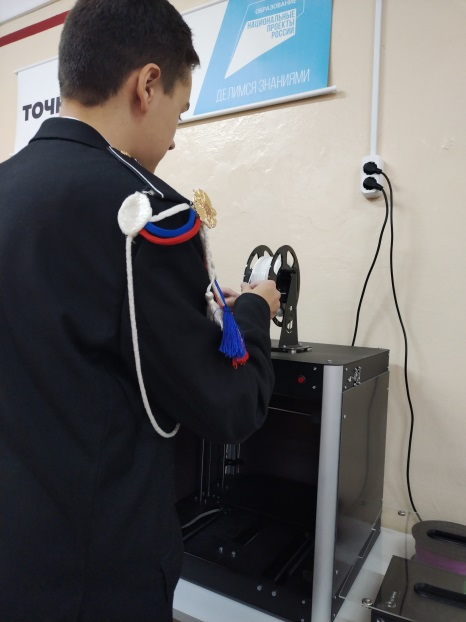 ОБРАЗОВАНИЕ
НАЦИОНАЛЬНЫЕ
ПРОЕКТЫ
РОССИИ
ДЕЛИМСЯ ЗНАНИЯМИ
ТОЧК